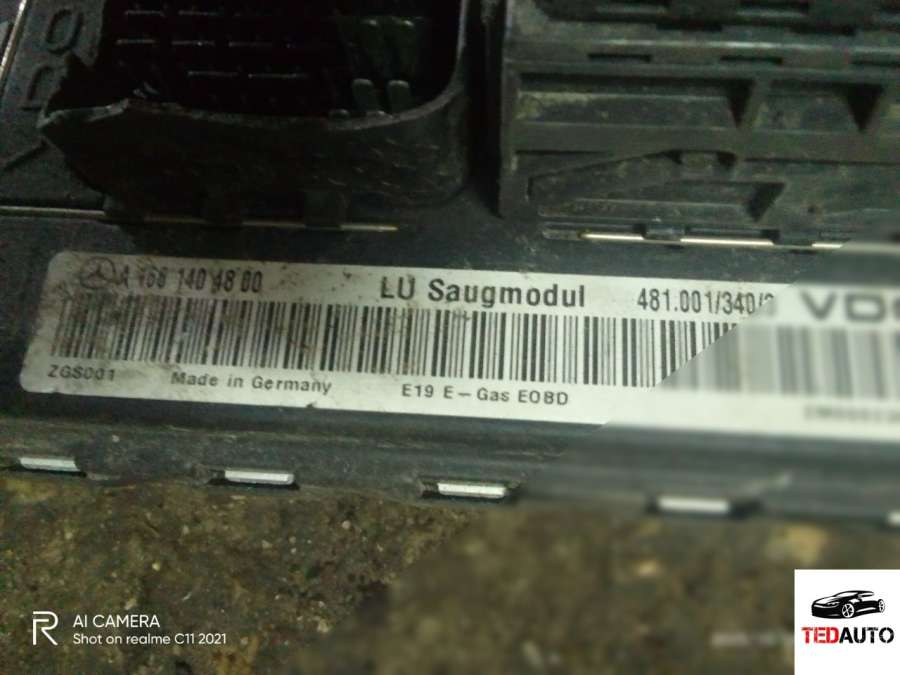 A 166 140 48 00 LU Saugmodul 481.001/340/
VDO
ZGS001 Made in Germany E19 E-Gas EOBD
AI CAMERA
Shot on realme C11 2021
TEDAUTO